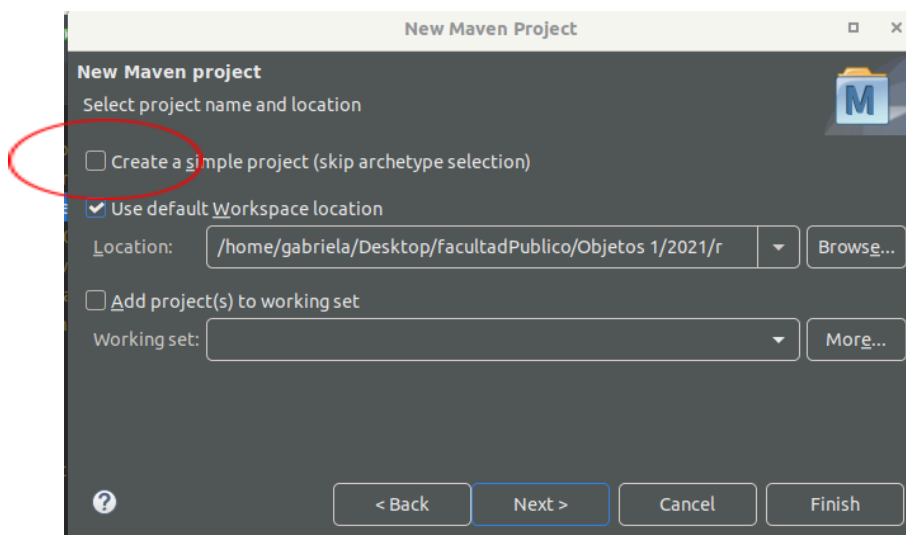 New Maven Project
New Maven project
Select project name and location
M
Create a simple project (skip archetype selection)
Use default Workspace location
Location: /home/gabriela/Desktop/facultadPublico/Objetos 1/2021/r Browse...
Add project(s) to working set
Working set: More...
? < Back Next > Cancel Finish